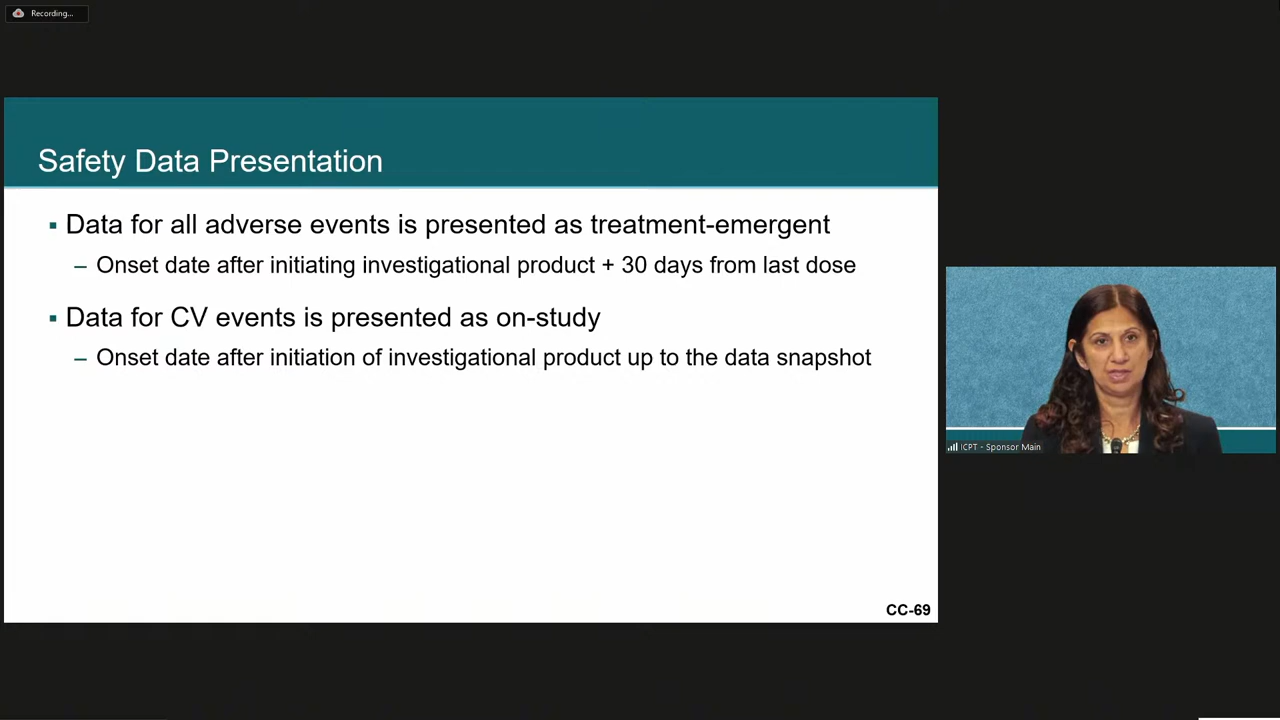 Recording...
Safety Data Presentation
▪ Data for all adverse events is presented as treatment-emergent
– Onset date after initiating investigational product + 30 days from last dose
▪ Data for CV events is presented as on-study
– Onset date after initiation of investigational product up to the data snapshot
ICPT - Sponsor Main
CC-69